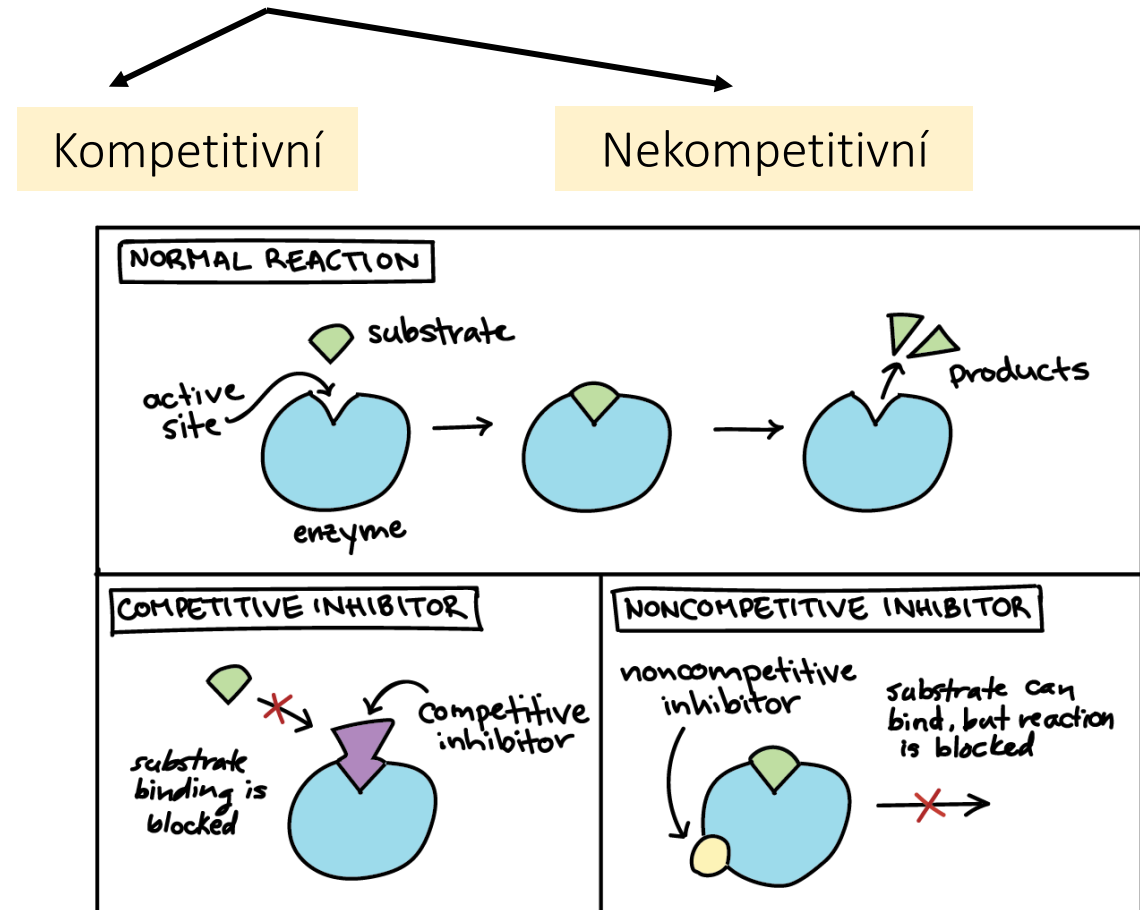 Kompetitivní
Nekompetitivní
NORMAL REACTION
substrate
active
site
enzyme
products
COMPETITIVE INHIBITOR
competitive
inhibitor
substrate
binding is
blocked
NONCOMPETITIVE INHIBITOR
noncompetitive
inhibitor
substrate can
bind, but reaction
is blocked